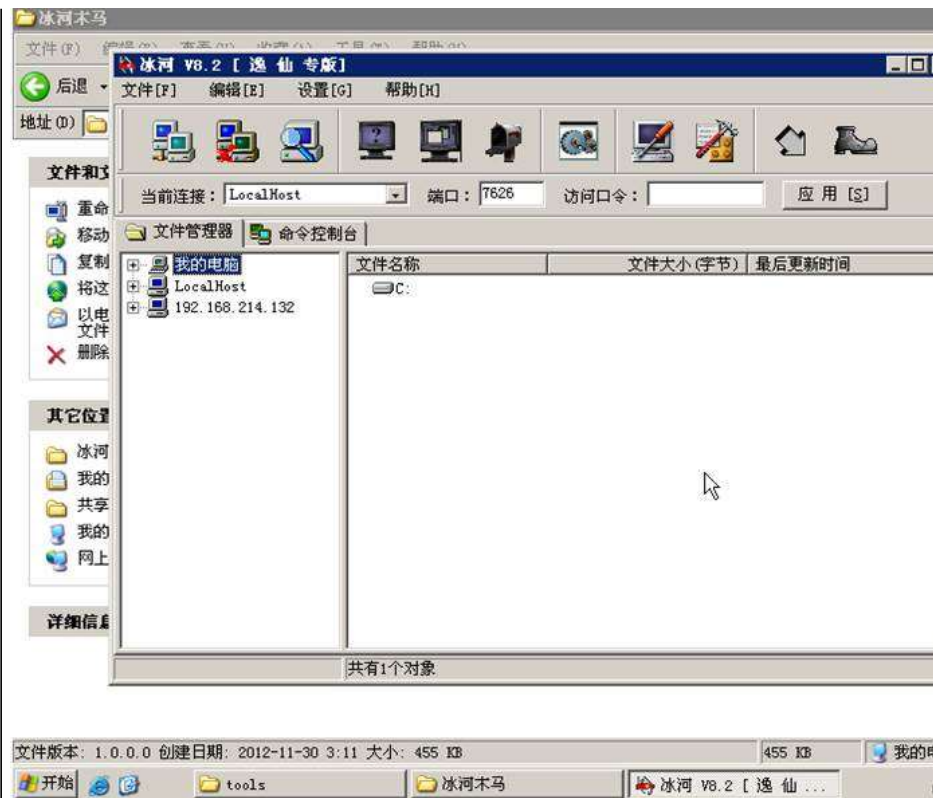 冰河木马
文件(F)
冰河 V8.2 [ 逸 仙 专版]
文件[F] 编辑[E] 设置[G] 帮助[H]
后退
地址(D)
当前连接： LocalHost 端口： 7626 访问口令： 应 用 [S]
文件管理器 命令控制台
文件名称 文件大小(字节) 最后更新时间
我的电脑
LocalHost
192.168.214.132
C:
文件和文
重命
移动
复制
将这
以电
文件
删除
其它位置
冰河
我的
共享
我的
网上
详细信息
共有1个对象
文件版本: 1.0.0.0 创建日期: 2012-11-30 3:11 大小: 455 KB 455 KB 我的电
开始 tools 冰河木马 冰河 V8.2 [ 逸 仙 ...